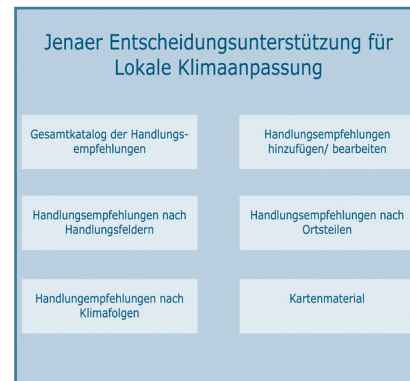 Jenaer Entscheidungsunterstützung für
Lokale Klimaanpassung
Gesamtkatalog der Handlungs-
empfehlungen
Handlungsempfehlungen
hinzufügen/ bearbeiten
Handlungsempfehlungen nach
Handlungsfeldern
Handlungsempfehlungen nach
Ortsteilen
Handlungempfehlungen nach
Klimafolgen
Kartenmaterial